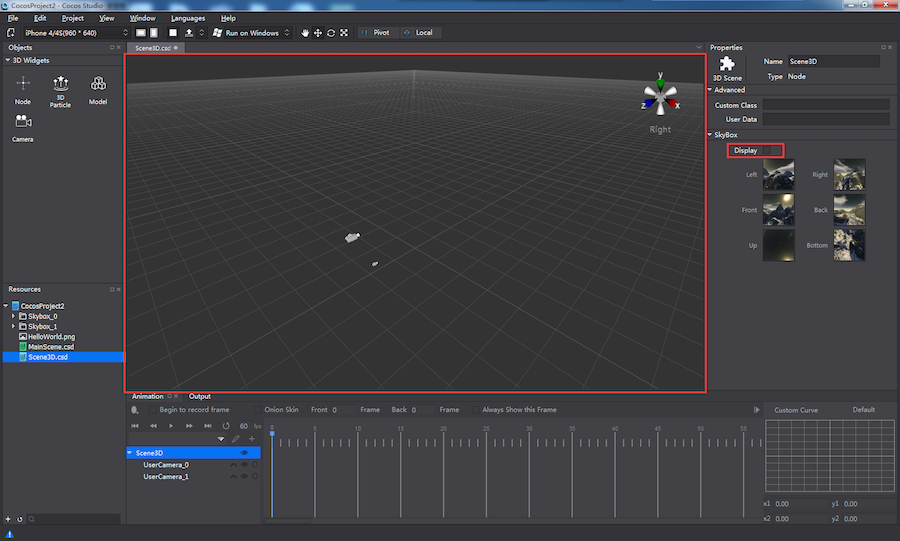 CocosProject2 - Cocos Studio
File Edit Project View Window Languages Help
iPhone 4/4S(960 * 640) Run on Windows Pivot Local
Objects
3D Widgets
Node 3D Particle Model
Camera
Scene3D.csd
y
z x
Right
Properties
3D Scene
Name Scene3D
Type Node
Advanced
Custom Class
User Data
SkyBox
Display
Left Right
Front Back
Up Bottom
Resources
CocosProject2
Skybox_0
Skybox_1
HelloWorld.png
MainScene.csd
Scene3D.csd
Animation Output
Begin to record frame Onion Skin Front 0 Frame Back 0 Frame Always Show this Frame
60 fps
0 5 10 15 20 25 30 35 40 45 50 55
Scene3D
UserCamera_0
UserCamera_1
Custom Curve Default
x1 0.00 y1 0.00
x2 0.00 y2 0.00